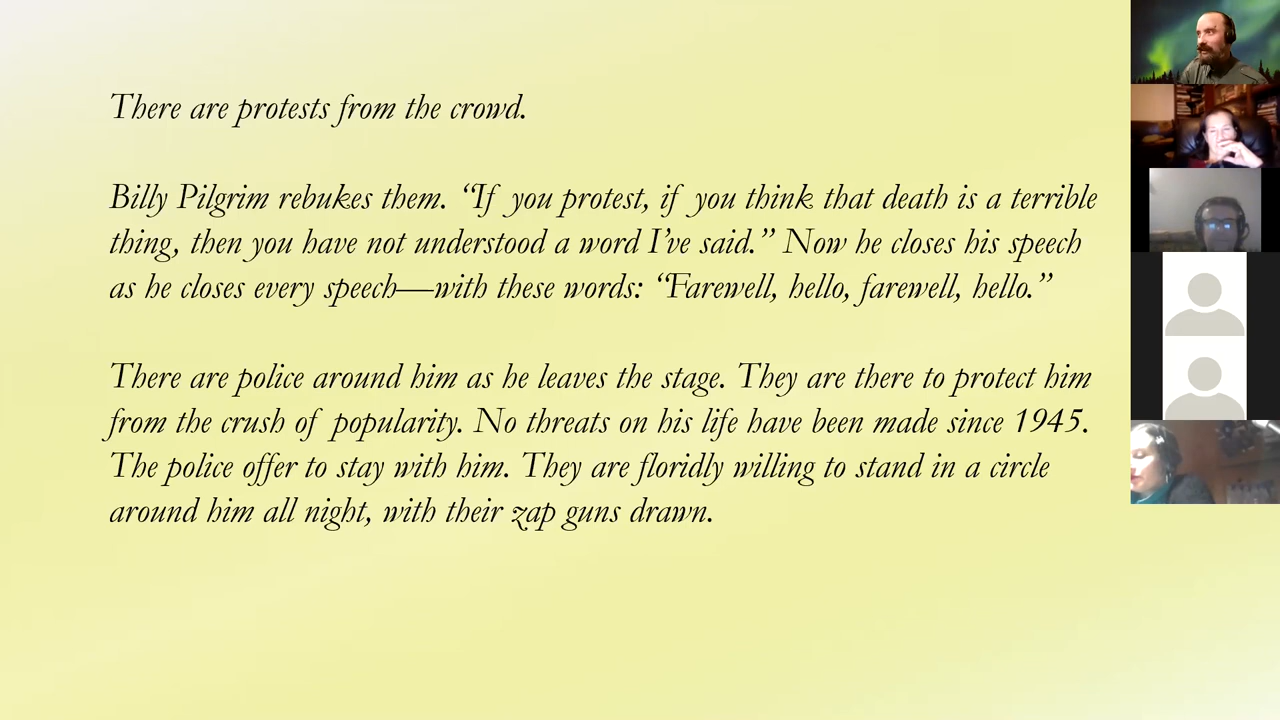 There are protests from the crowd.
Billy Pilgrim rebukes them. “If you protest, if you think that death is a terrible
thing, then you have not understood a word I’ve said.” Now he closes his speech
as he closes every speech—with these words: “Farewell, hello, farewell, hello.”
There are police around him as he leaves the stage. They are there to protect him
from the crush of popularity. No threats on his life have been made since 1945.
The police offer to stay with him. They are floridly willing to stand in a circle
around him all night, with their zap guns drawn.